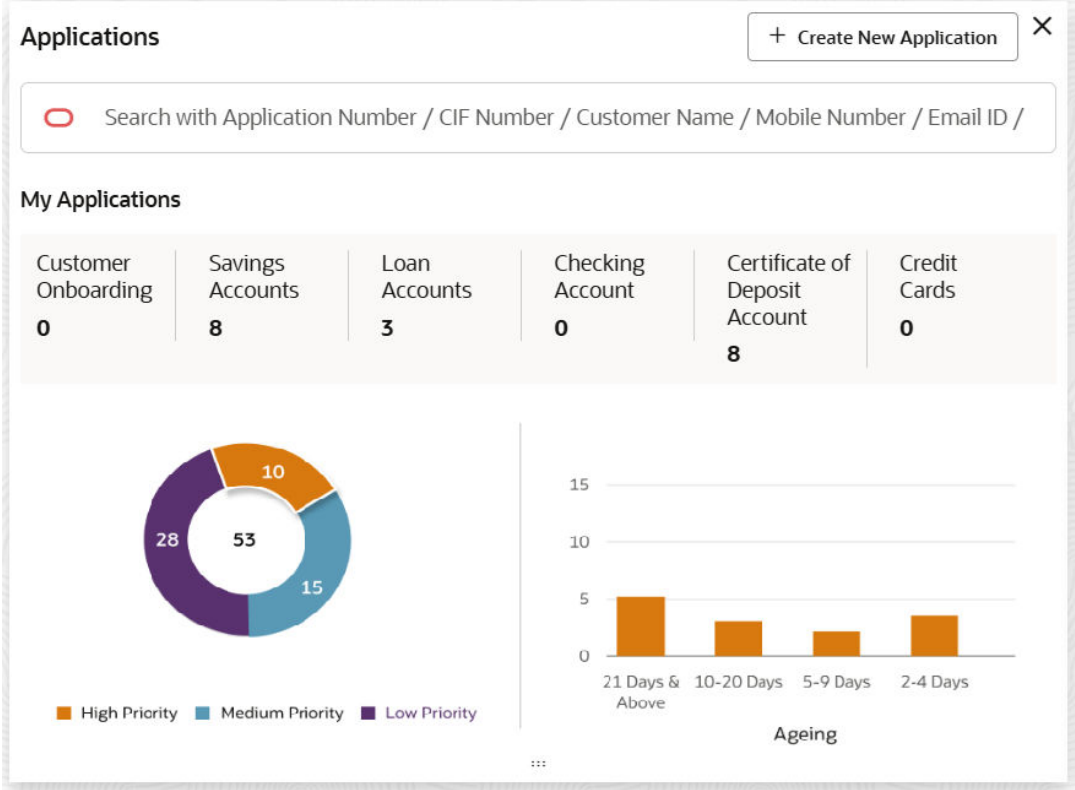 Applications
+ Create New Application
Search with Application Number / CIF Number / Customer Name / Mobile Number / Email ID /
My Applications
Customer
Onboarding
0
Savings
Accounts
8
Loan
Accounts
3
Checking
Account
0
Certificate of
Deposit
Account
8
Credit
Cards
0
10
28
53
15
High Priority
Medium Priority
Low Priority
15
10
5
0
21 Days &
Above
10-20 Days
5-9 Days
2-4 Days
Ageing